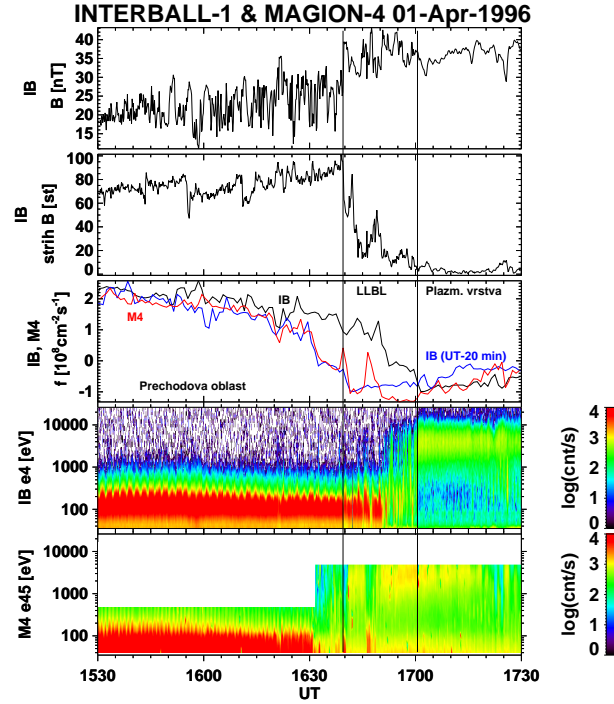 INTERBALL-1 & MAGION-4 01-Apr-1996
IB
B [nT]
40
35
30
25
20
15
IB
strih B [st]
100
80
60
40
20
0
IB, M4
f [10⁸cm⁻²s⁻¹]
2
1
0
-1
M4
IB
LLBL
Plazm. vrstva
IB (UT-20 min)
Prechodova oblast
IB e4 [eV]
10000
1000
100
log(cnt/s)
4
3
2
1
0
M4 e45 [eV]
10000
1000
100
log(cnt/s)
4
3
2
1
0
1530
1600
1630
1700
1730
UT